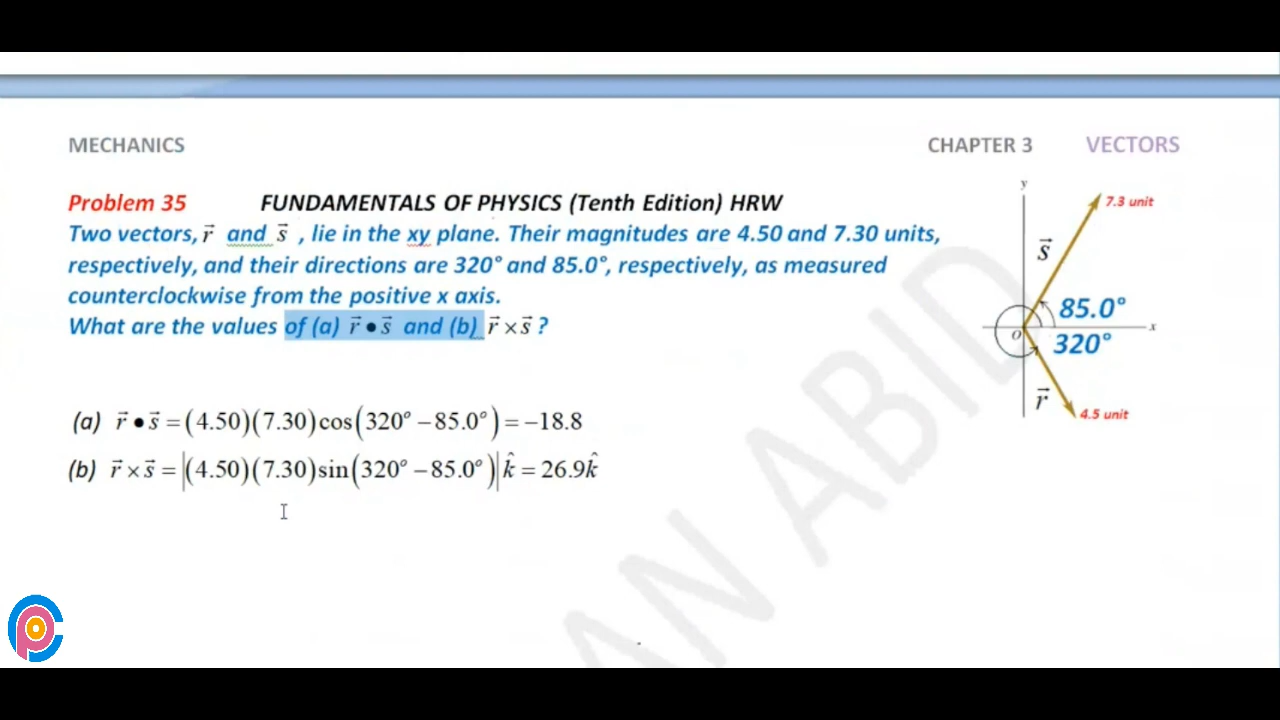 MECHANICS CHAPTER 3 VECTORS
Problem 35 FUNDAMENTALS OF PHYSICS (Tenth Edition) HRW
Two vectors, r⃗ and s⃗ , lie in the xy plane. Their magnitudes are 4.50 and 7.30 units,
respectively, and their directions are 320° and 85.0°, respectively, as measured
counterclockwise from the positive x axis.
What are the values of (a) r⃗ • s⃗ and (b) r⃗ × s⃗ ?
(a) r⃗ • s⃗ = (4.50)(7.30)cos(320° − 85.0°) = −18.8
(b) r⃗ × s⃗ = |(4.50)(7.30)sin(320° − 85.0°)| k̂ = 26.9k̂
y
7.3 unit
s⃗
85.0°
O
x
320°
r⃗
4.5 unit
AN ABID